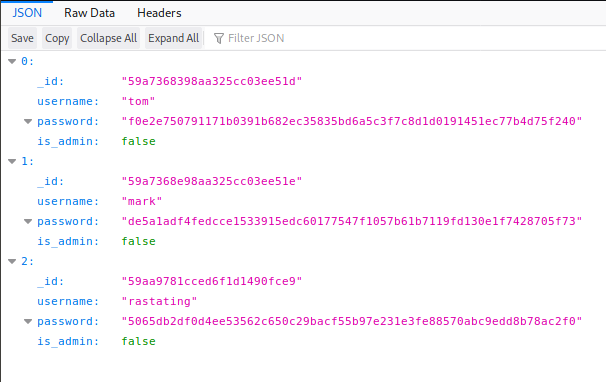 JSON Raw Data Headers
Save Copy Collapse All Expand All Filter JSON
0:
_id: "59a7368398aa325cc03ee51d"
username: "tom"
password: "f0e2e750791171b0391b682ec35835bd6a5c3f7c8d1d0191451ec77b4d75f240"
is_admin: false
1:
_id: "59a7368e98aa325cc03ee51e"
username: "mark"
password: "de5a1adf4fedcce1533915edc60177547f1057b61b7119fd130e1f7428705f73"
is_admin: false
2:
_id: "59aa9781cced6f1d1490fce9"
username: "rastating"
password: "5065db2df0d4ee53562c650c29bacf55b97e231e3fe88570abc9edd8b78ac2f0"
is_admin: false